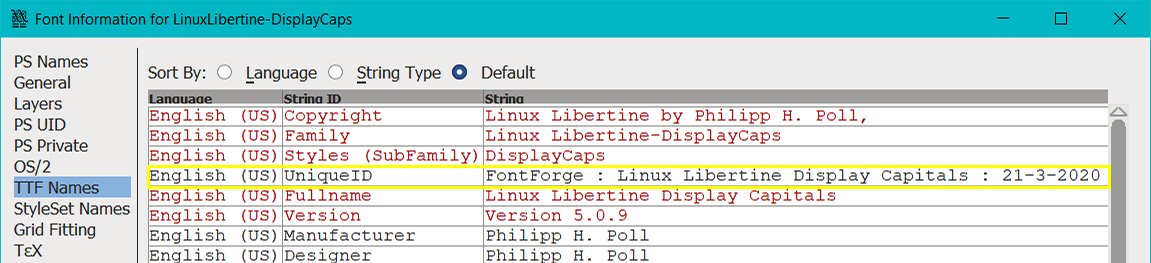 Font Information for LinuxLibertine-DisplayCaps
PS Names
General
Layers
PS UID
PS Private
OS/2
TTF Names
StyleSet Names
Grid Fitting
TεX
Sort By: Language String Type Default
Language String ID String
English (US) Copyright Linux Libertine by Philipp H. Poll,
English (US) Family Linux Libertine-DisplayCaps
English (US) Styles (SubFamily) DisplayCaps
English (US) UniqueID FontForge : Linux Libertine Display Capitals : 21-3-2020
English (US) Fullname Linux Libertine Display Capitals
English (US) Version Version 5.0.9
English (US) Manufacturer Philipp H. Poll
English (US) Designer Philipp H. Poll